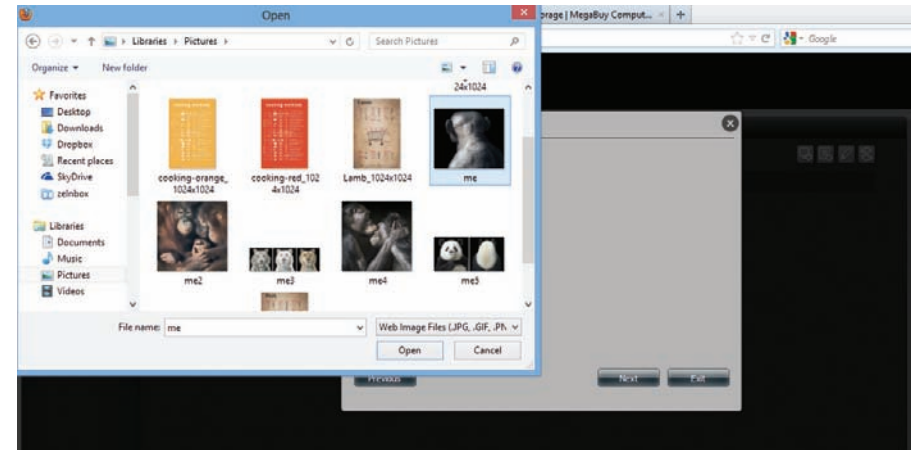 Open
orage | MegaBuy Comput...
Libraries
Pictures
Search Pictures
Google
Organize
New folder
Favorites
Desktop
Downloads
Dropbox
Recent places
SkyDrive
zeInbox
Libraries
Documents
Music
Pictures
Videos
24x1024
cooking-orange_
1024x1024
cooking-red_102
4x1024
Lamb_1024x1024
me
me2
me3
me4
me5
File name: me
Web Image Files (.JPG, .GIF, .PN
Open
Cancel
Previous
Next
Exit